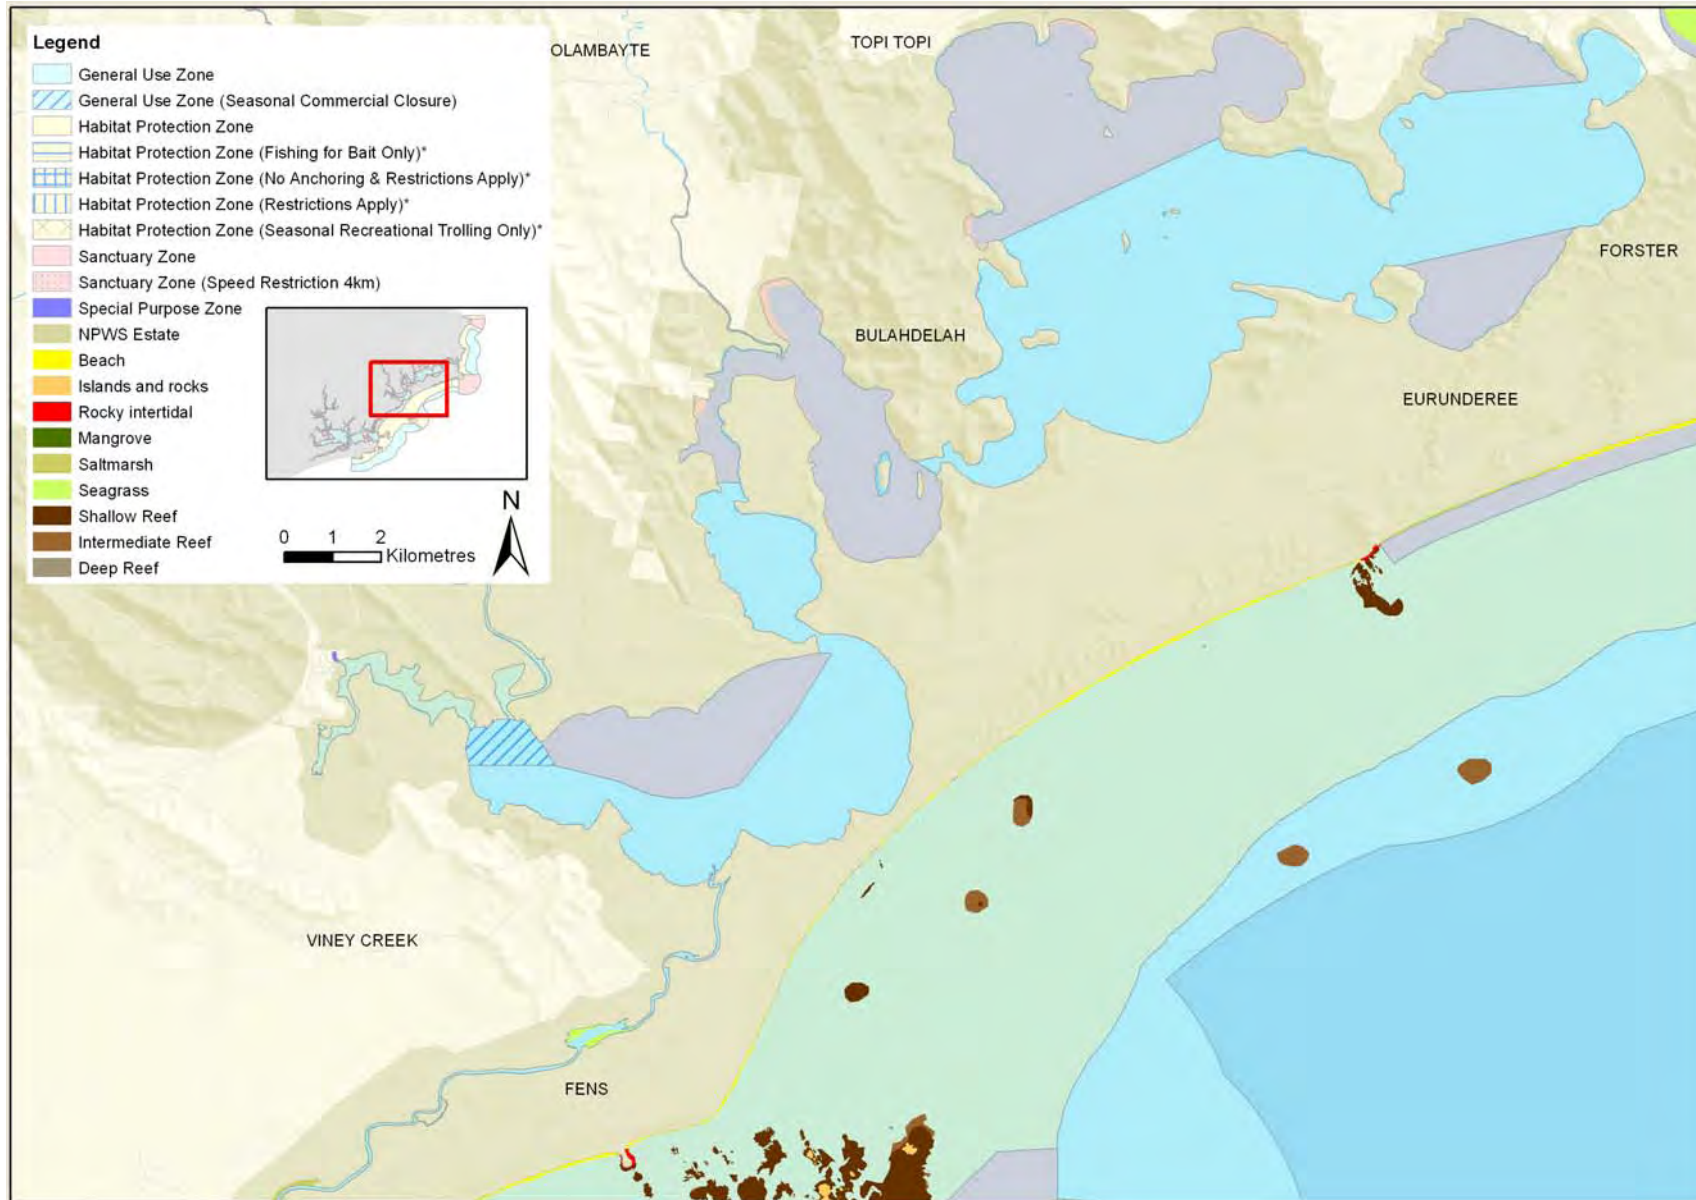 Legend
General Use Zone
General Use Zone (Seasonal Commercial Closure)
Habitat Protection Zone
Habitat Protection Zone (Fishing for Bait Only)*
Habitat Protection Zone (No Anchoring & Restrictions Apply)*
Habitat Protection Zone (Restrictions Apply)*
Habitat Protection Zone (Seasonal Recreational Trolling Only)*
Sanctuary Zone
Sanctuary Zone (Speed Restriction 4km)
Special Purpose Zone
NPWS Estate
Beach
Islands and rocks
Rocky intertidal
Mangrove
Saltmarsh
Seagrass
Shallow Reef
Intermediate Reef
Deep Reef
N
0 1 2
Kilometres
OLAMBAYTE
TOPI TOPI
FORSTER
BULAHDELAH
EURUNDEREE
VINEY CREEK
FENS